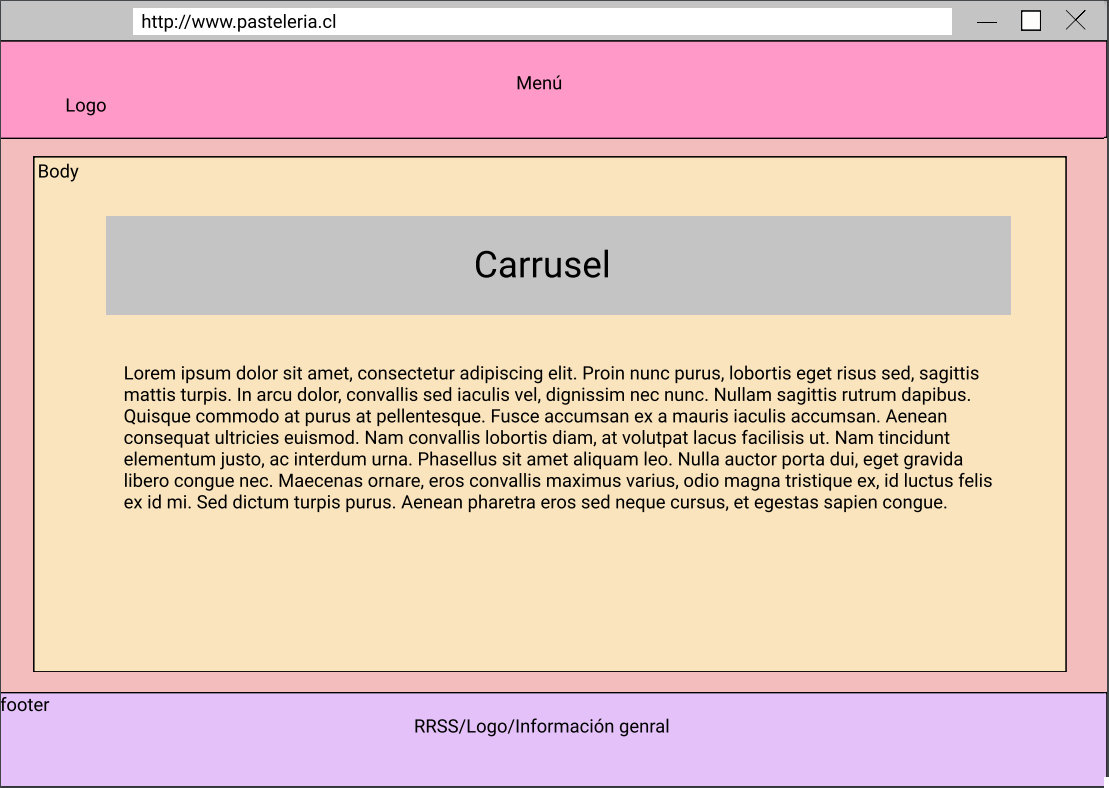 http://www.pasteleria.cl
Menú
Logo
Body
Carrusel
Lorem ipsum dolor sit amet, consectetur adipiscing elit. Proin nunc purus, lobortis eget risus sed, sagittis
mattis turpis. In arcu dolor, convallis sed iaculis vel, dignissim nec nunc. Nullam sagittis rutrum dapibus.
Quisque commodo at purus at pellentesque. Fusce accumsan ex a mauris iaculis accumsan. Aenean
consequat ultricies euismod. Nam convallis lobortis diam, at volutpat lacus facilisis ut. Nam tincidunt
elementum justo, ac interdum urna. Phasellus sit amet aliquam leo. Nulla auctor porta dui, eget gravida
libero congue nec. Maecenas ornare, eros convallis maximus varius, odio magna tristique ex, id luctus felis
ex id mi. Sed dictum turpis purus. Aenean pharetra eros sed neque cursus, et egestas sapien congue.
footer
RRSS/Logo/Información genral